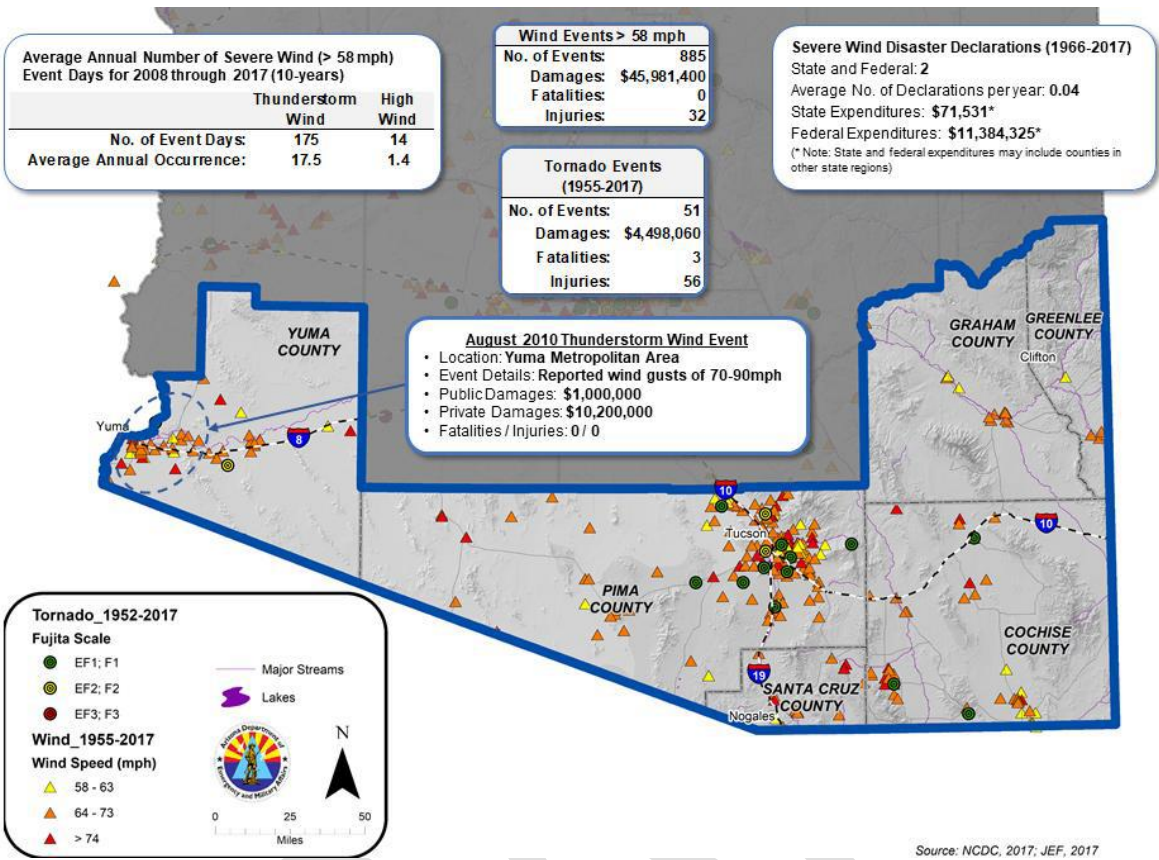 Average Annual Number of Severe Wind (> 58 mph)
Event Days for 2008 through 2017 (10-years)
Thunderstorm Wind High Wind
No. of Event Days: 175 14
Average Annual Occurrence: 17.5 1.4
Wind Events > 58 mph
No. of Events: 885
Damages: $45,981,400
Fatalities: 0
Injuries: 32
Severe Wind Disaster Declarations (1966-2017)
State and Federal: 2
Average No. of Declarations per year: 0.04
State Expenditures: $71,531*
Federal Expenditures: $11,384,325*
(* Note: State and federal expenditures may include counties in
other state regions)
Tornado Events
(1955-2017)
No. of Events: 51
Damages: $4,498,060
Fatalities: 3
Injuries: 56
August 2010 Thunderstorm Wind Event
• Location: Yuma Metropolitan Area
• Event Details: Reported wind gusts of 70-90mph
• Public Damages: $1,000,000
• Private Damages: $10,200,000
• Fatalities / Injuries: 0 / 0
YUMA
COUNTY
GRAHAM
COUNTY
GREENLEE
COUNTY
Clifton
Yuma
8
10
Tucson
10
PIMA
COUNTY
COCHISE
COUNTY
19
SANTA CRUZ
COUNTY
Nogales
Tornado_1952-2017
Fujita Scale
EF1; F1
EF2; F2
EF3; F3
Wind_1955-2017
Wind Speed (mph)
58 - 63
64 - 73
> 74
Major Streams
Lakes
Arizona Department of
Emergency and Military Affairs
N
0 25 50
Miles
Source: NCDC, 2017; JEF, 2017